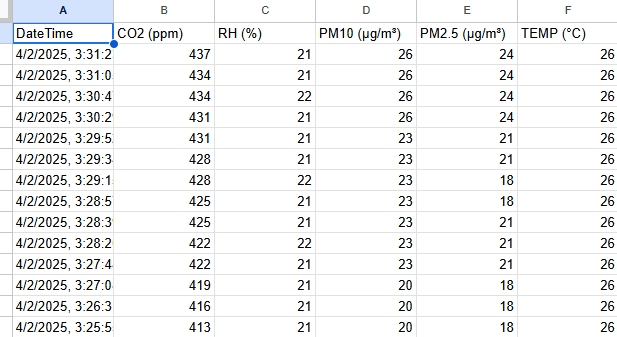 A B C D E F
DateTime CO2 (ppm) RH (%) PM10 (µg/m³) PM2.5 (µg/m³) TEMP (°C)
4/2/2025, 3:31:2 437 21 26 24 26
4/2/2025, 3:31:0 434 21 26 24 26
4/2/2025, 3:30:4 434 22 26 24 26
4/2/2025, 3:30:2 431 21 26 24 26
4/2/2025, 3:29:5 431 21 23 21 26
4/2/2025, 3:29:3 428 21 23 21 26
4/2/2025, 3:29:1 428 22 23 18 26
4/2/2025, 3:28:5 425 21 23 18 26
4/2/2025, 3:28:3 425 21 23 21 26
4/2/2025, 3:28:2 422 22 23 21 26
4/2/2025, 3:27:4 422 21 23 21 26
4/2/2025, 3:27:0 419 21 20 18 26
4/2/2025, 3:26:3 416 21 20 18 26
4/2/2025, 3:25:5 413 21 20 18 26